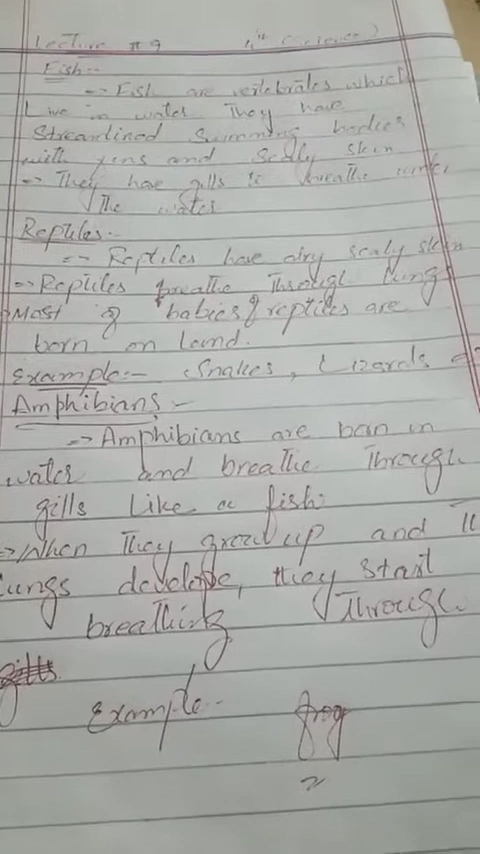 Lecture # 9 (Science)
Fish:-
→ Fish are vertebrates which
Live in water They have
Streamlined Swimming bodies
with fins and Scaly skin
→ They have gills to breathe under
The water
Reptiles:-
→ Reptiles have dry scaly skin
→ Reptiles breathe Through lungs
Most of babies of reptiles are
born on land.
Example:- Snakes, Lizards
Amphibians:-
→ Amphibians are born in
water and breathe Through
gills like a fish.
→ When They grow up and
lungs develope, they start
breathing Through
gills
Example:- frog